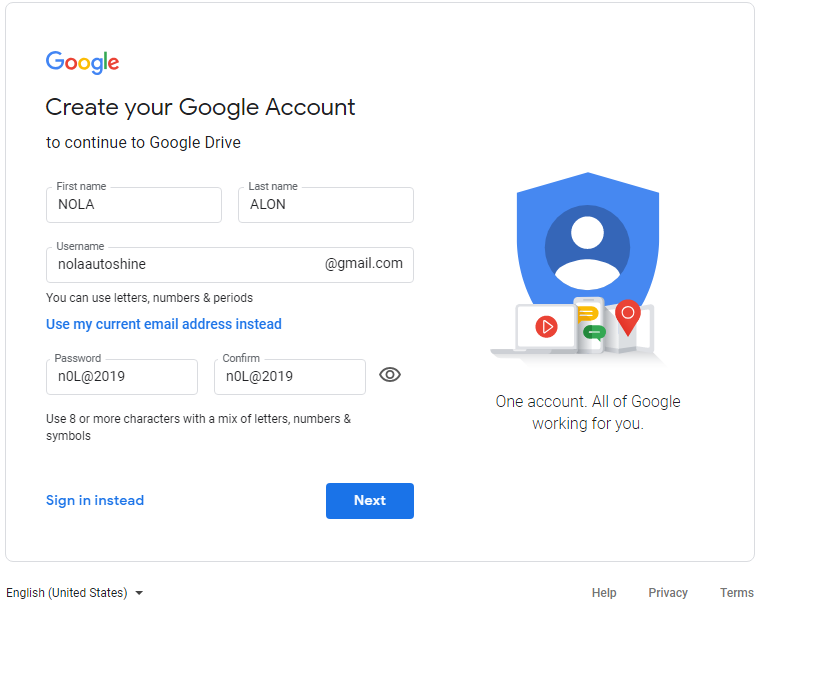 Google
Create your Google Account
to continue to Google Drive
First name
NOLA
Last name
ALON
Username
nolaautoshine
@gmail.com
You can use letters, numbers & periods
Use my current email address instead
Password
n0L@2019
Confirm
n0L@2019
Use 8 or more characters with a mix of letters, numbers &
symbols
Sign in instead
Next
One account. All of Google
working for you.
English (United States)
Help
Privacy
Terms